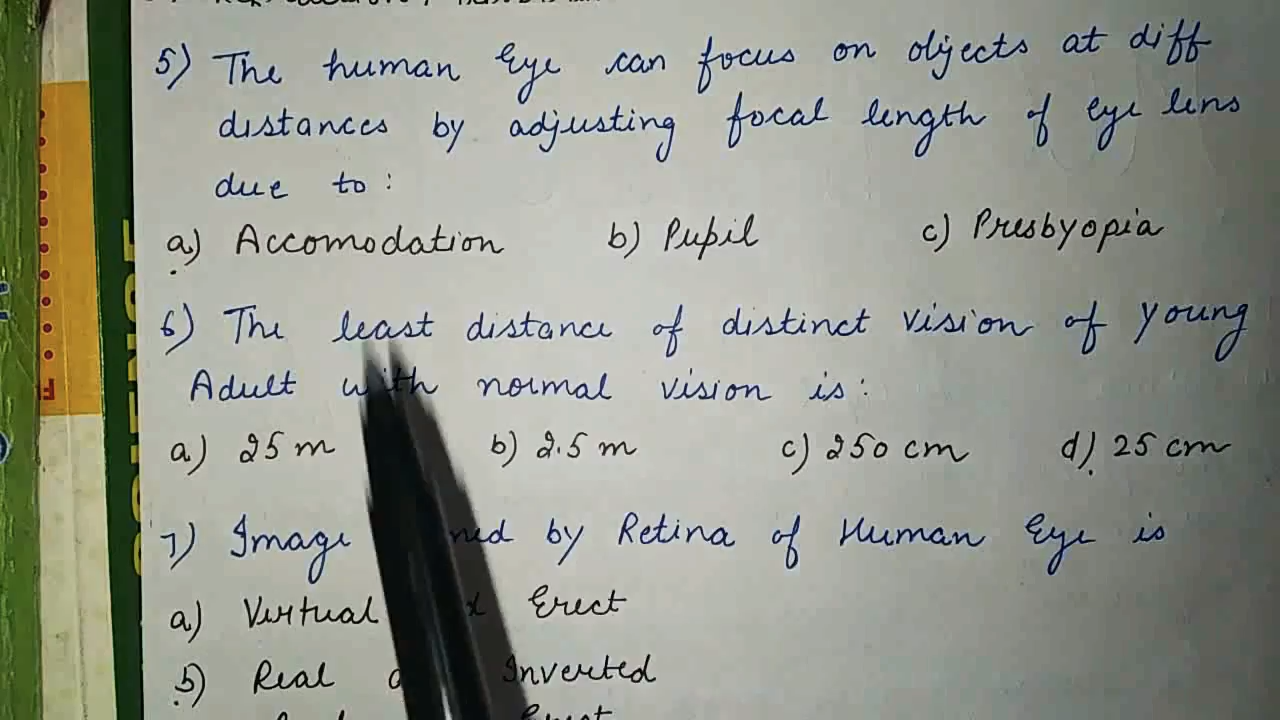 5) The human Eye can focus on objects at diff
distances by adjusting focal length of eye lens
due to:
a) Accomodation b) Pupil c) Presbyopia
6) The least distance of distinct vision of young
Adult with normal vision is:
a) 25 m b) 2.5 m c) 250 cm d) 25 cm
7) Image by Retina of Human Eye is
a) Virtual Erect
b) Real Inverted
Erect